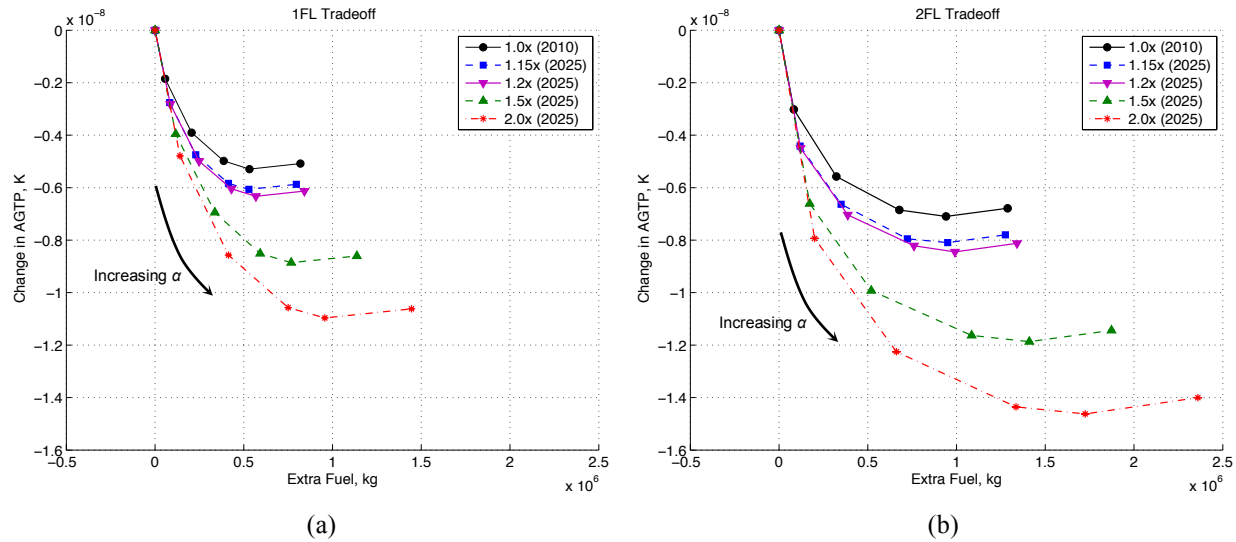 x 10⁻⁸
1FL Tradeoff
0
−0.2
−0.4
−0.6
−0.8
−1
−1.2
−1.4
−1.6
Change in AGTP, K
1.0x (2010)
1.15x (2025)
1.2x (2025)
1.5x (2025)
2.0x (2025)
Increasing α
−0.5
0
0.5
1
1.5
2
2.5
Extra Fuel, kg
x 10⁶
(a)
x 10⁻⁸
2FL Tradeoff
0
−0.2
−0.4
−0.6
−0.8
−1
−1.2
−1.4
−1.6
Change in AGTP, K
1.0x (2010)
1.15x (2025)
1.2x (2025)
1.5x (2025)
2.0x (2025)
Increasing α
−0.5
0
0.5
1
1.5
2
2.5
Extra Fuel, kg
x 10⁶
(b)